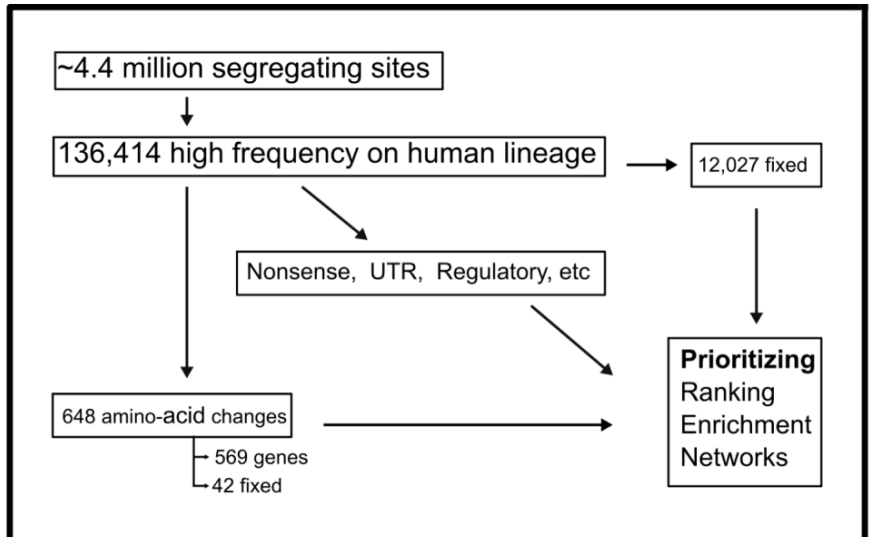 ~4.4 million segregating sites
136,414 high frequency on human lineage
12,027 fixed
Nonsense, UTR, Regulatory, etc
Prioritizing
Ranking
Enrichment
Networks
648 amino-acid changes
569 genes
42 fixed